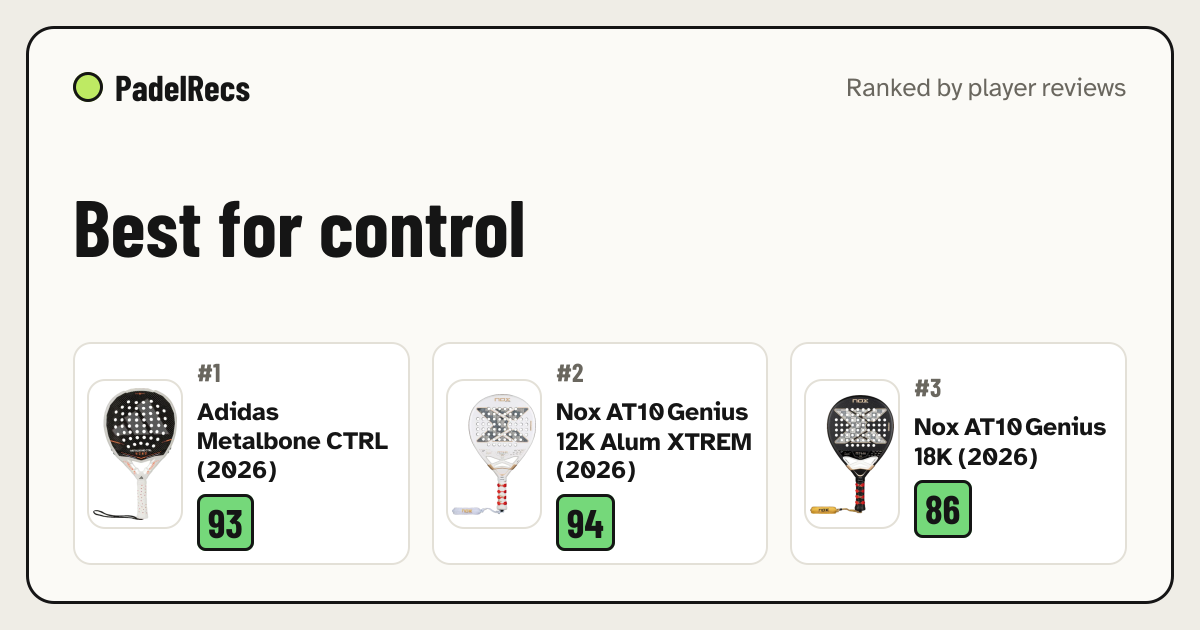 PadelRecs
Ranked by player reviews
Best for control
#1
Adidas
Metalbone CTRL
(2026)
93
#2
Nox AT10 Genius
12K Alum XTREM
(2026)
94
#3
Nox AT10 Genius
18K (2026)
86